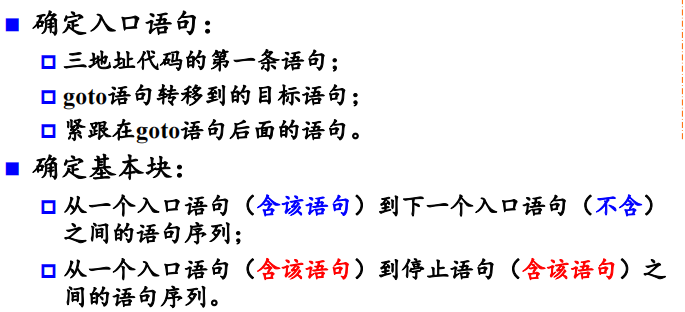 确定入口语句：
三地址代码的第一条语句；
goto语句转移到的目标语句；
紧跟在goto语句后面的语句。
确定基本块：
从一个入口语句（含该语句）到下一个入口语句（不含）
之间的语句序列；
从一个入口语句（含该语句）到停止语句（含该语句）之
间的语句序列。